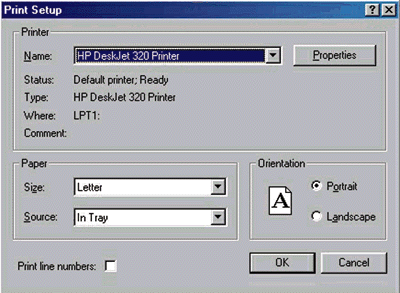 Print Setup
Printer
Name: HP DeskJet 320 Printer Properties
Status: Default printer; Ready
Type: HP DeskJet 320 Printer
Where: LPT1:
Comment:
Paper
Size: Letter
Source: In Tray
Orientation
A
Portrait
Landscape
Print line numbers:
OK Cancel